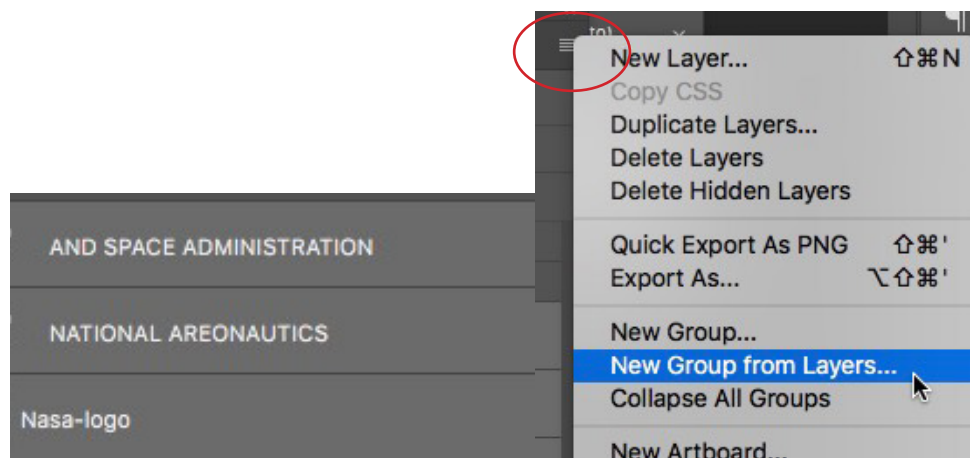 New Layer... ⇧⌘N
Copy CSS
Duplicate Layers...
Delete Layers
Delete Hidden Layers
Quick Export As PNG ⇧⌘'
Export As... ⌥⇧⌘'
New Group...
New Group from Layers...
Collapse All Groups
New Artboard...
AND SPACE ADMINISTRATION
NATIONAL AREONAUTICS
Nasa-logo